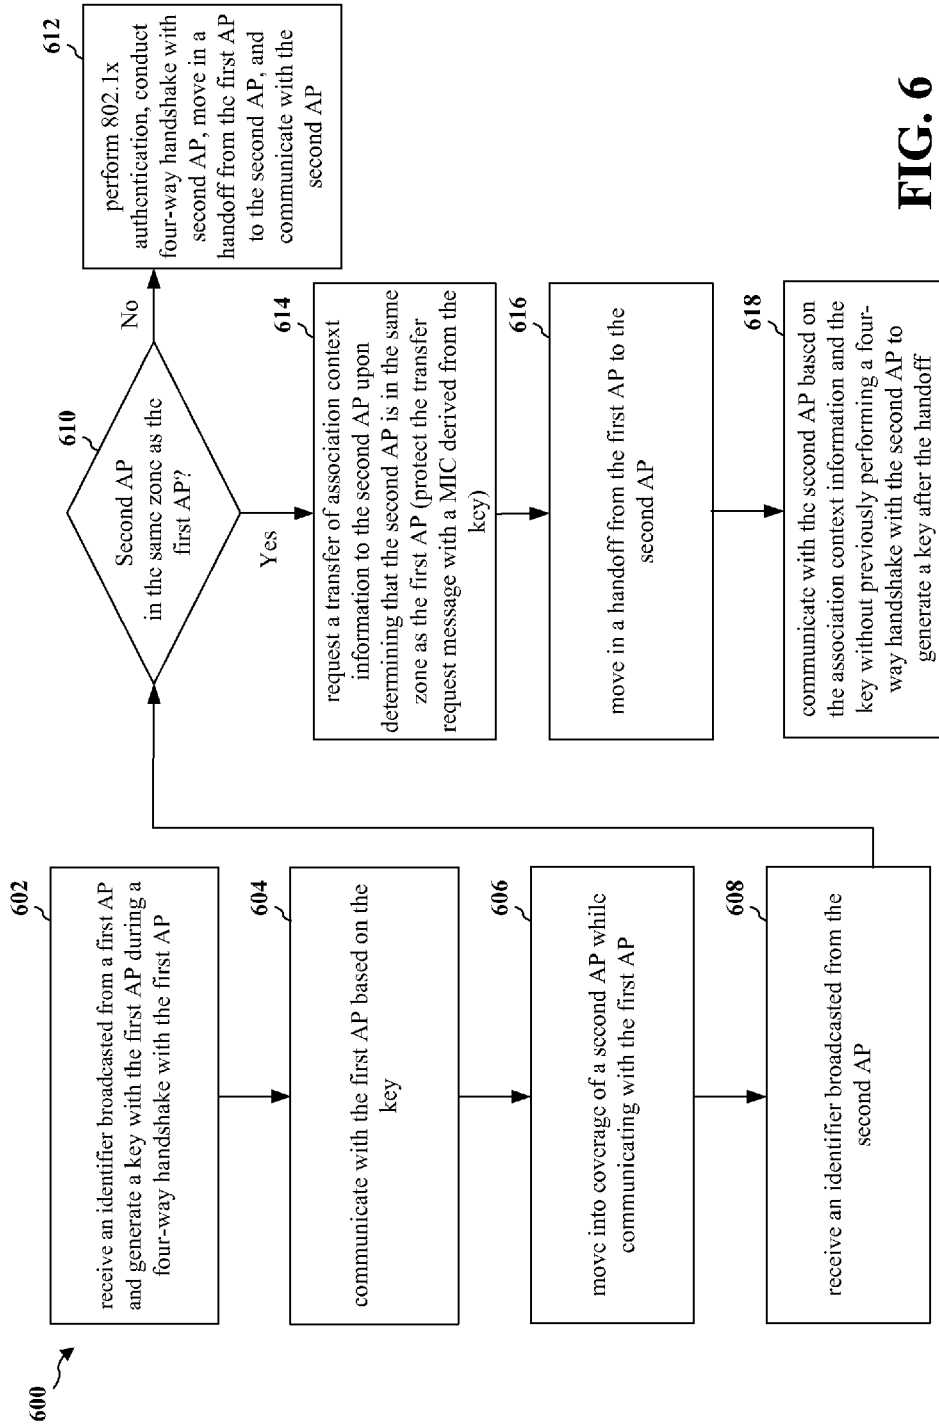 600
602
receive an identifier broadcasted from a first AP
and generate a key with the first AP during a
four-way handshake with the first AP
604
communicate with the first AP based on the
key
606
move into coverage of a second AP while
communicating with the first AP
608
receive an identifier broadcasted from the
second AP
610
Second AP
in the same zone as the
first AP?
No
Yes
612
perform 802.1x
authentication, conduct
four-way handshake with
second AP, move in a
handoff from the first AP
to the second AP, and
communicate with the
second AP
614
request a transfer of association context
information to the second AP upon
determining that the second AP is in the same
zone as the first AP (protect the transfer
request message with a MIC derived from the
key)
616
move in a handoff from the first AP to the
second AP
618
communicate with the second AP based on
the association context information and the
key without previously performing a four-
way handshake with the second AP to
generate a key after the handoff
FIG. 6